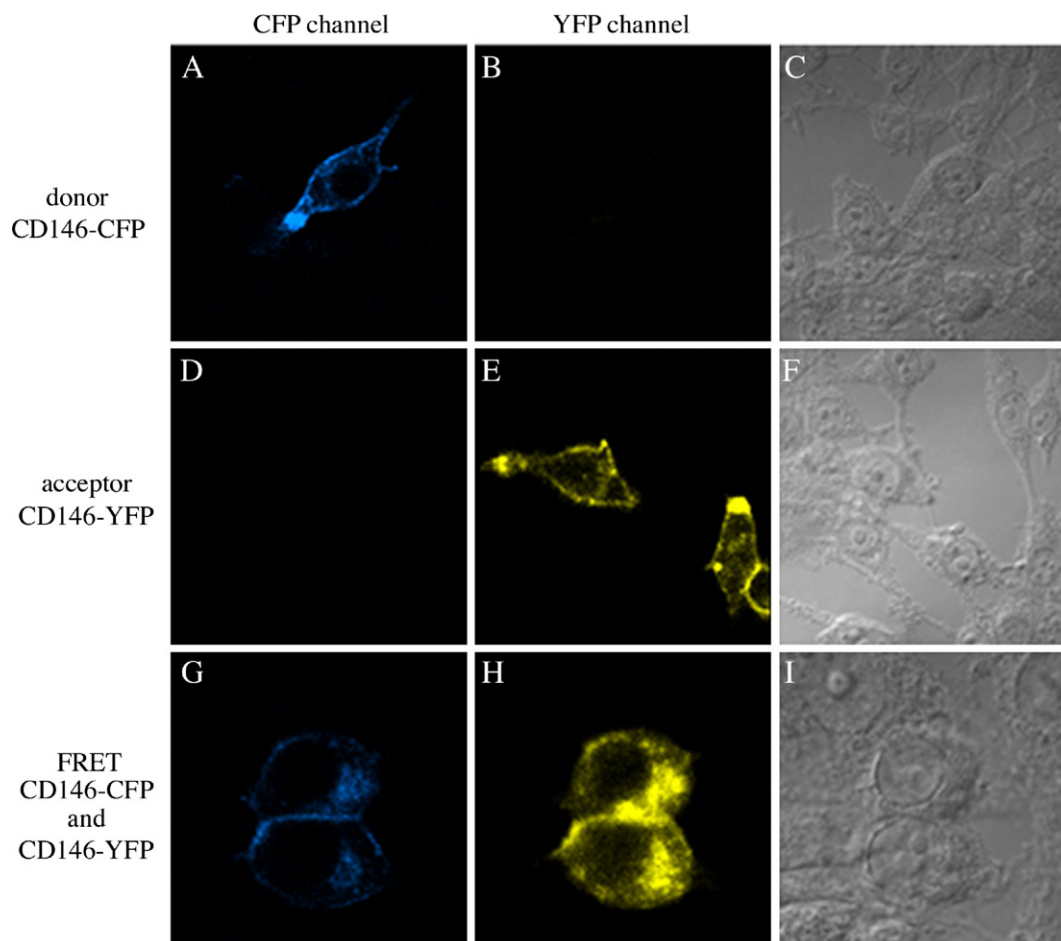 CFP channel
YFP channel
A
B
C
donor
CD146-CFP
D
E
F
acceptor
CD146-YFP
G
H
I
FRET
CD146-CFP
and
CD146-YFP